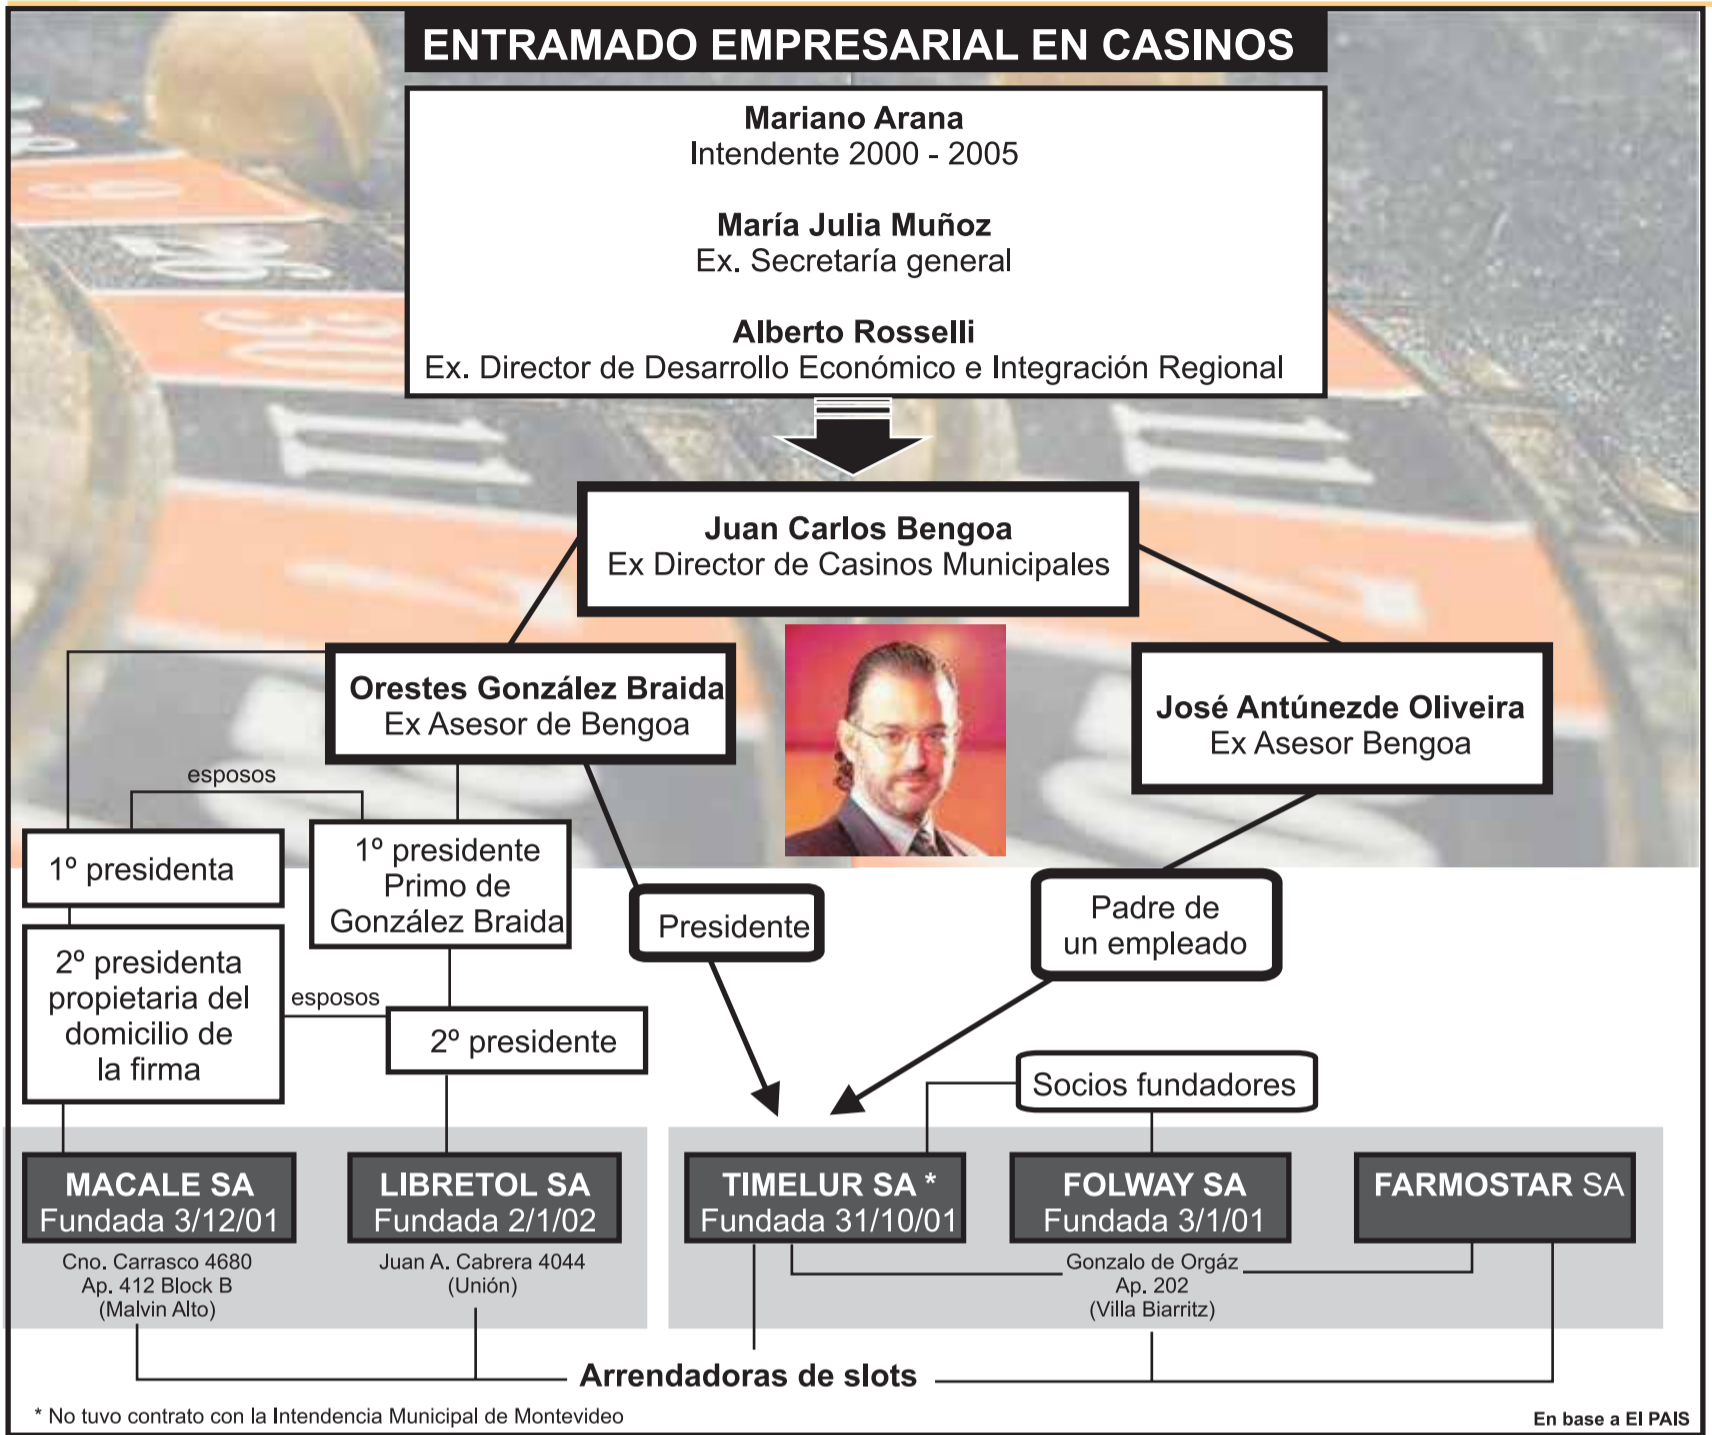 ENTRAMADO EMPRESARIAL EN CASINOS
Mariano Arana
Intendente 2000 - 2005
María Julia Muñoz
Ex. Secretaría general
Alberto Rosselli
Ex. Director de Desarrollo Económico e Integración Regional
Juan Carlos Bengoa
Ex Director de Casinos Municipales
Orestes González Braida
Ex Asesor de Bengoa
José Antúnezde Oliveira
Ex Asesor Bengoa
esposos
1º presidenta
1º presidente
Primo de
González Braida
Presidente
Padre de
un empleado
2º presidenta
propietaria del
domicilio de
la firma
esposos
2º presidente
Socios fundadores
MACALE SA
Fundada 3/12/01
Cno. Carrasco 4680
Ap. 412 Block B
(Malvin Alto)
LIBRETOL SA
Fundada 2/1/02
Juan A. Cabrera 4044
(Unión)
TIMELUR SA *
Fundada 31/10/01
FOLWAY SA
Fundada 3/1/01
FARMOSTAR SA
Gonzalo de Orgáz
Ap. 202
(Villa Biarritz)
Arrendadoras de slots
* No tuvo contrato con la Intendencia Municipal de Montevideo
En base a El PAIS